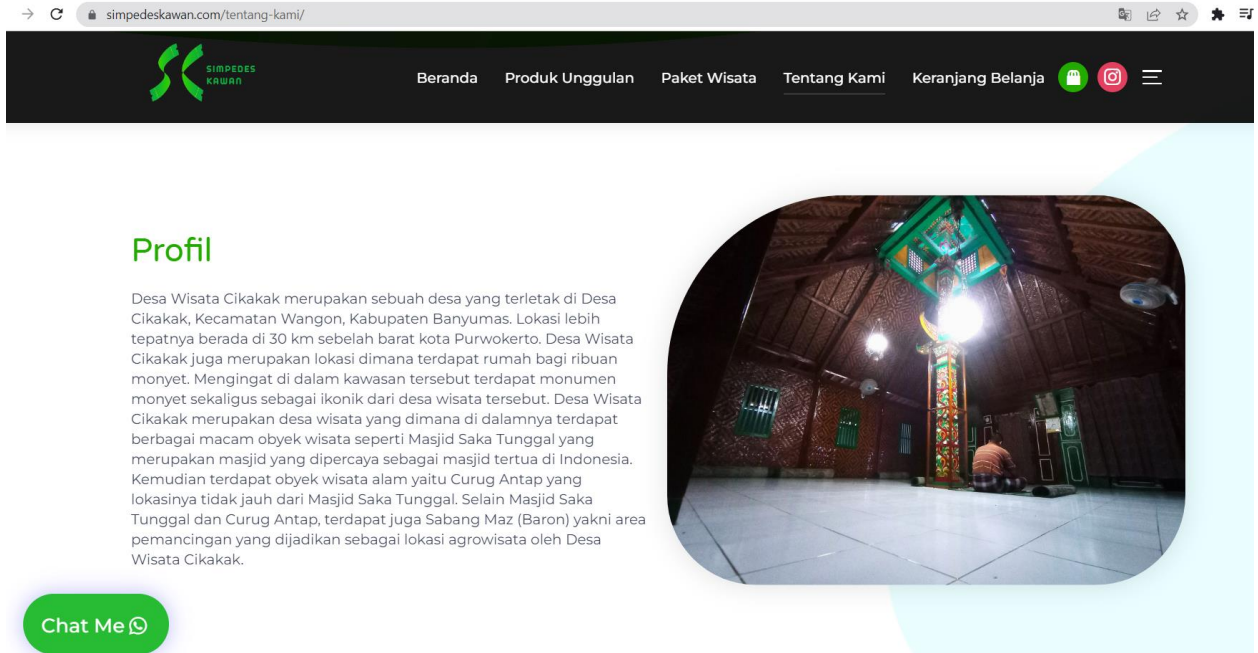 simpedeskawan.com/tentang-kami/
SIMPEDES
KAWAN
Beranda Produk Unggulan Paket Wisata Tentang Kami Keranjang Belanja
Profil
Desa Wisata Cikakak merupakan sebuah desa yang terletak di Desa
Cikakak, Kecamatan Wangon, Kabupaten Banyumas. Lokasi lebih
tepatnya berada di 30 km sebelah barat kota Purwokerto. Desa Wisata
Cikakak juga merupakan lokasi dimana terdapat rumah bagi ribuan
monyet. Mengingat di dalam kawasan tersebut terdapat monumen
monyet sekaligus sebagai ikonik dari desa wisata tersebut. Desa Wisata
Cikakak merupakan desa wisata yang dimana di dalamnya terdapat
berbagai macam obyek wisata seperti Masjid Saka Tunggal yang
merupakan masjid yang dipercaya sebagai masjid tertua di Indonesia.
Kemudian terdapat obyek wisata alam yaitu Curug Antap yang
lokasinya tidak jauh dari Masjid Saka Tunggal. Selain Masjid Saka
Tunggal dan Curug Antap, terdapat juga Sabang Maz (Baron) yakni area
pemancingan yang dijadikan sebagai lokasi agrowisata oleh Desa
Wisata Cikakak.
Chat Me